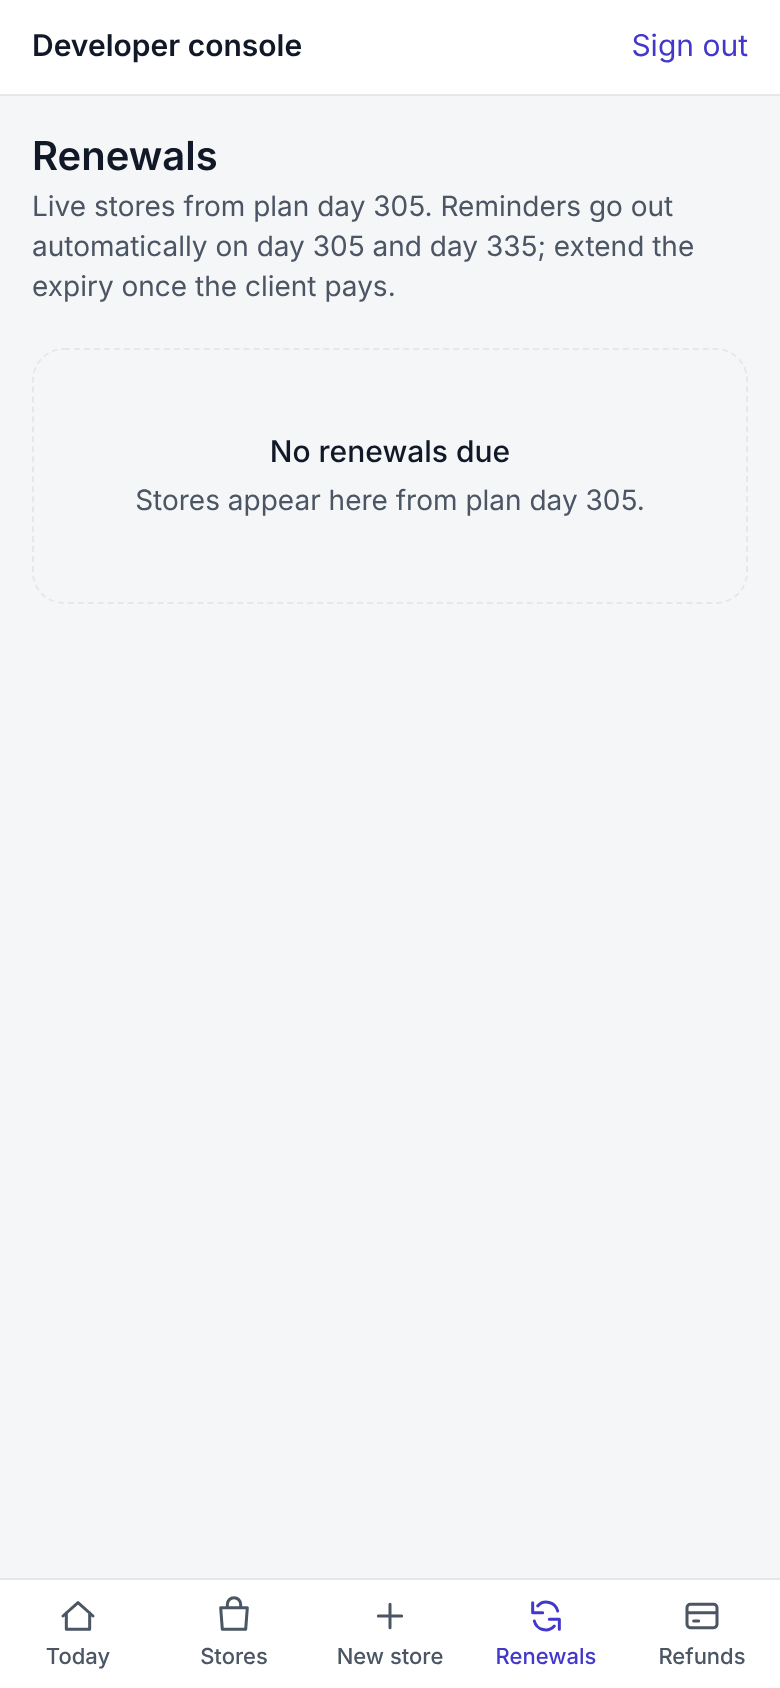 Developer console
Sign out
Renewals
Live stores from plan day 305. Reminders go out
automatically on day 305 and day 335; extend the
expiry once the client pays.
No renewals due
Stores appear here from plan day 305.
Today
Stores
New store
Renewals
Refunds